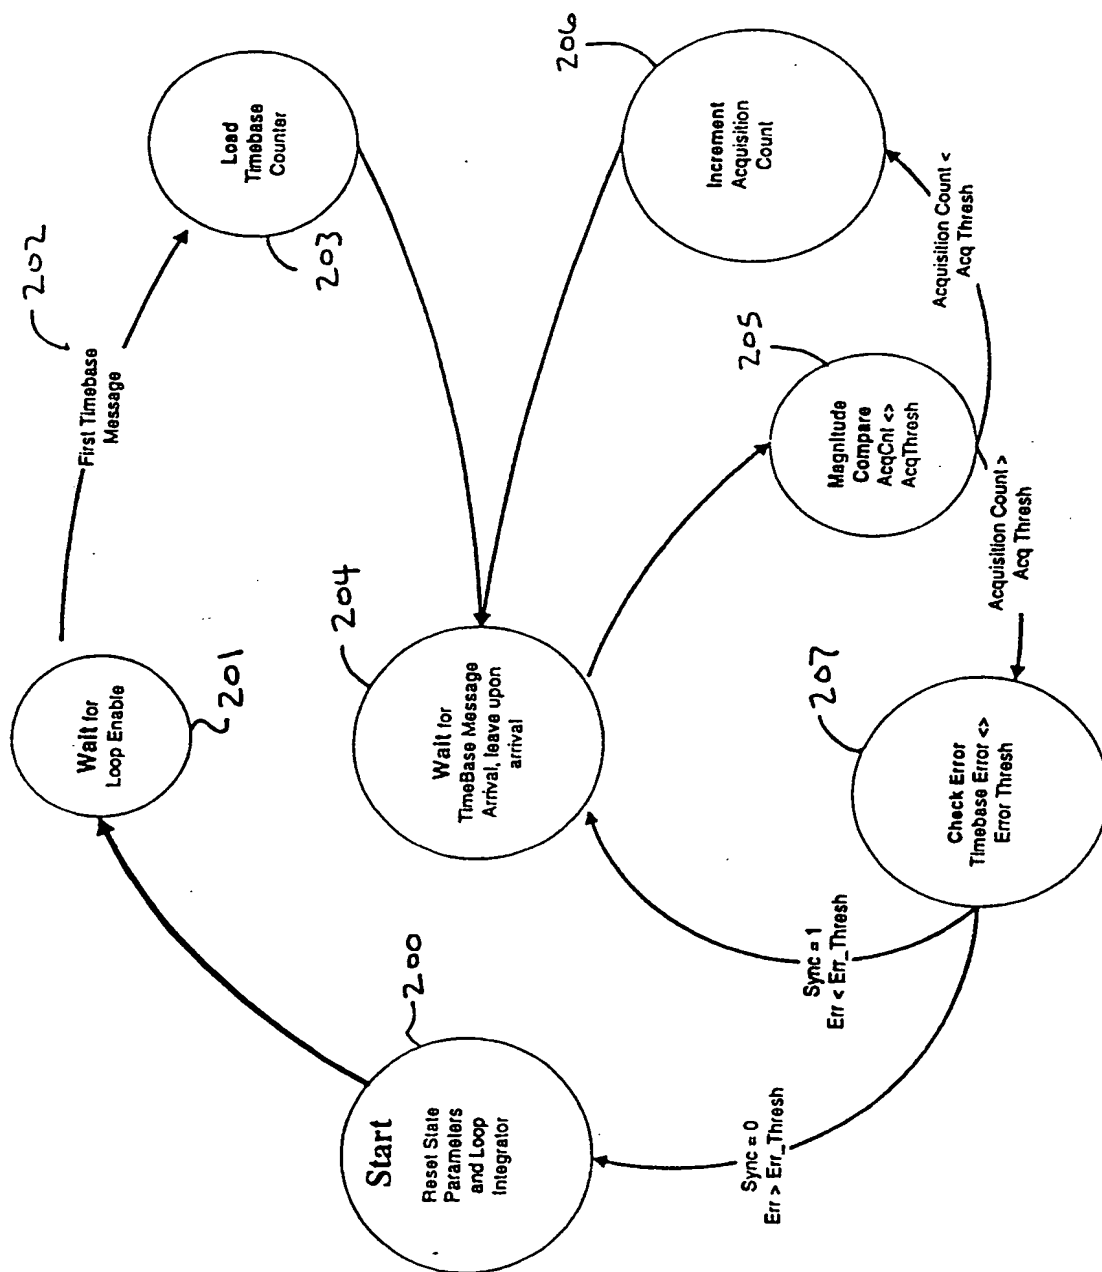 Start
Reset State
Parameters
and Loop
Integrator
200
Wait for
Loop Enable
201
First Timebase
Message
202
Load
Timebase
Counter
203
Wait for
TimeBase Message
Arrival, leave upon
arrival
204
Magnitude
Compare
AcqCnt <>
AcqThresh
205
Acquisition Count <
Acq Thresh
Increment
Acquisition
Count
206
Acquisition Count >
Acq Thresh
Check Error
Timebase Error <>
Error Thresh
207
Sync = 1
Err < Err_Thresh
Sync = 0
Err > Err_Thresh